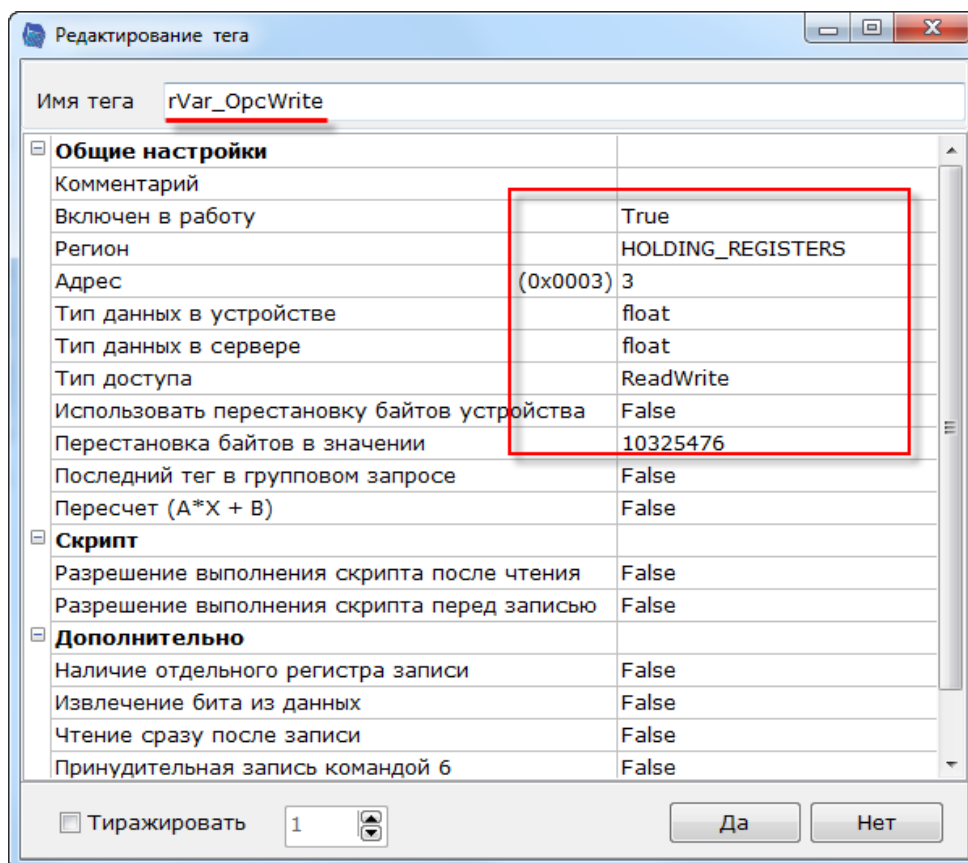 Редактирование тега
Имя тега rVar_OpcWrite
Общие настройки
Комментарий
Включен в работу True
Регион HOLDING_REGISTERS
Адрес (0x0003) 3
Тип данных в устройстве float
Тип данных в сервере float
Тип доступа ReadWrite
Использовать перестановку байтов устройства False
Перестановка байтов в значении 10325476
Последний тег в групповом запросе False
Пересчет (A*X + B) False
Скрипт
Разрешение выполнения скрипта после чтения False
Разрешение выполнения скрипта перед записью False
Дополнительно
Наличие отдельного регистра записи False
Извлечение бита из данных False
Чтение сразу после записи False
Принудительная запись командой 6 False
Тиражировать 1 Да Нет